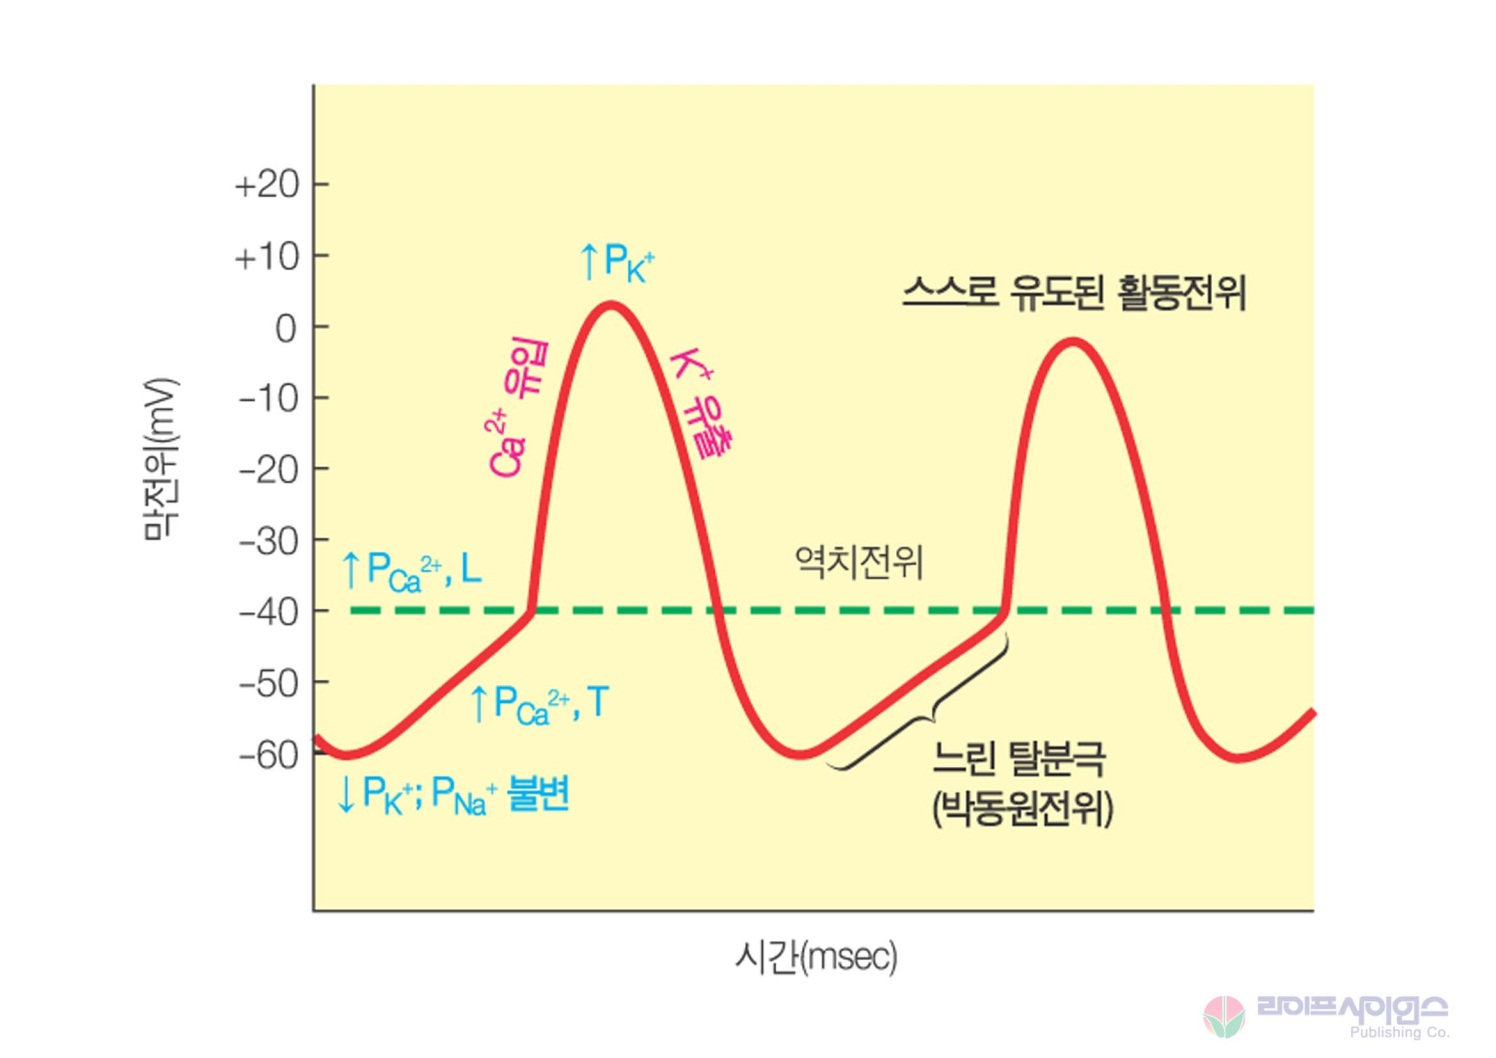 +20
+10
0
-10
-20
-30
-40
-50
-60
막전위(mV)
↑PK+
스스로 유도된 활동전위
Ca2+ 유입
K+ 유출
역치전위
↑PCa2+, L
↑PCa2+, T
느린 탈분극
(박동원전위)
↓PK+; PNa+ 불변
시간(msec)
라이프사이언스
Publishing Co.